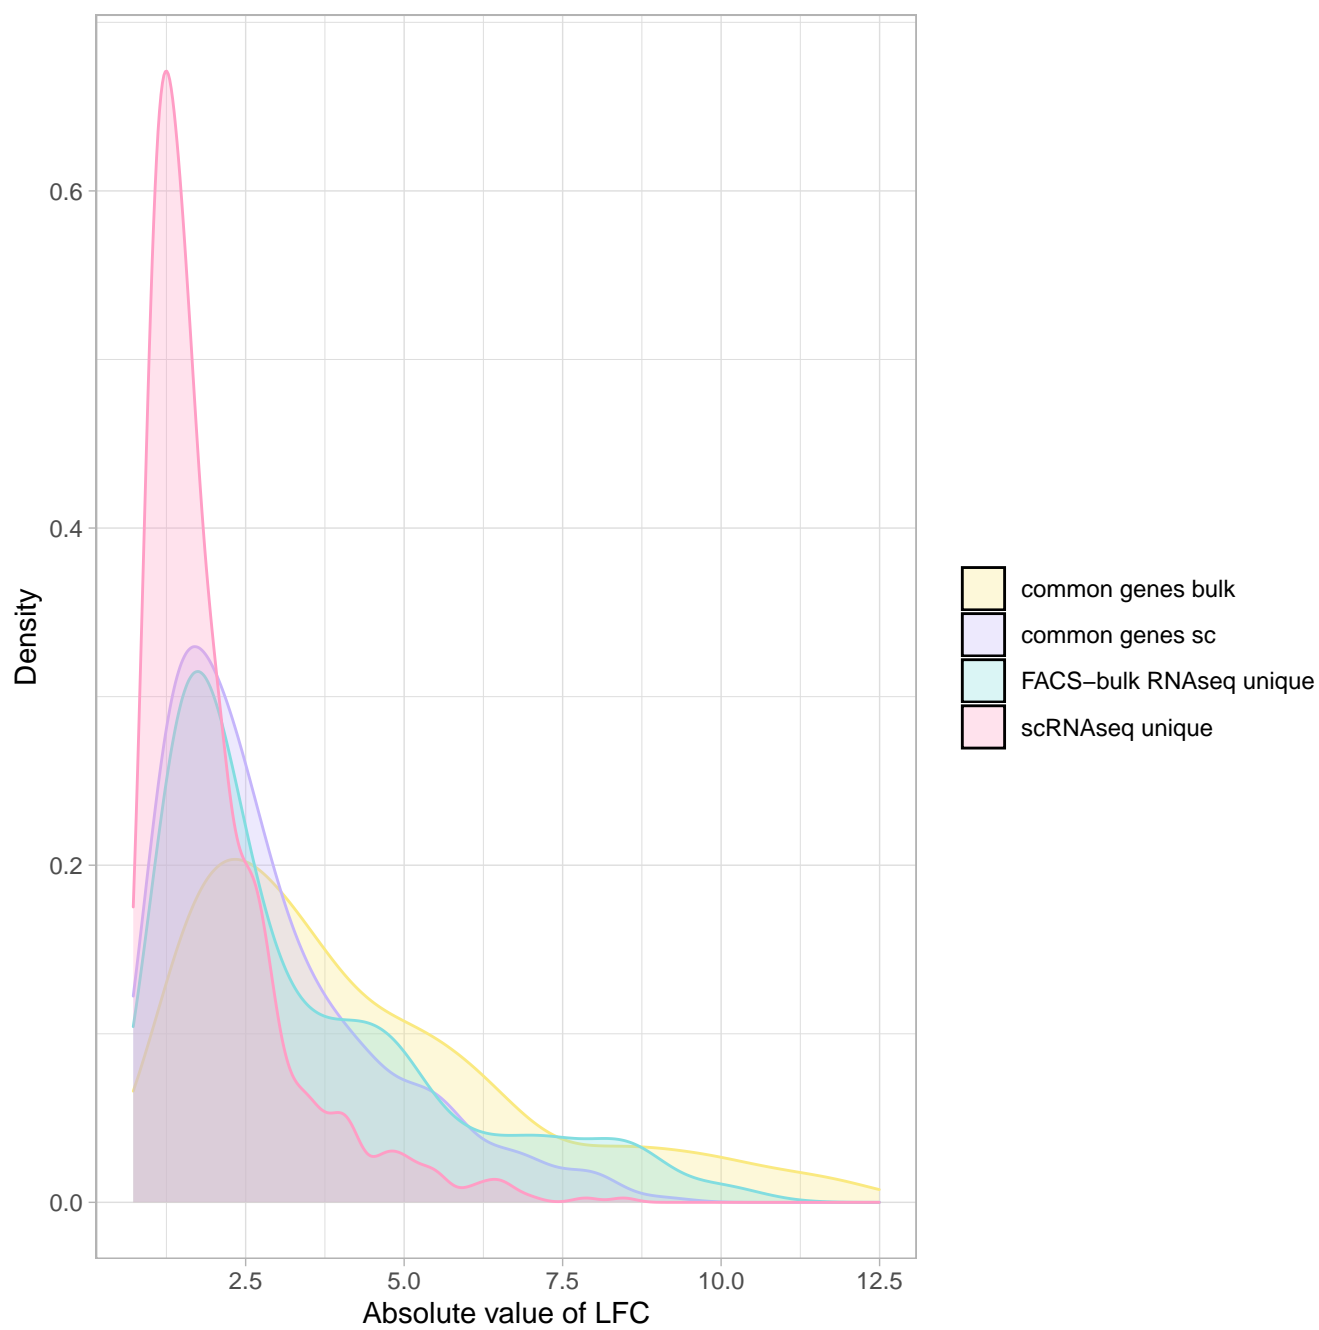 Density
0.6
0.4
0.2
0.0
2.5
5.0
7.5
10.0
12.5
Absolute value of LFC
common genes bulk
common genes sc
FACS−bulk RNAseq unique
scRNAseq unique